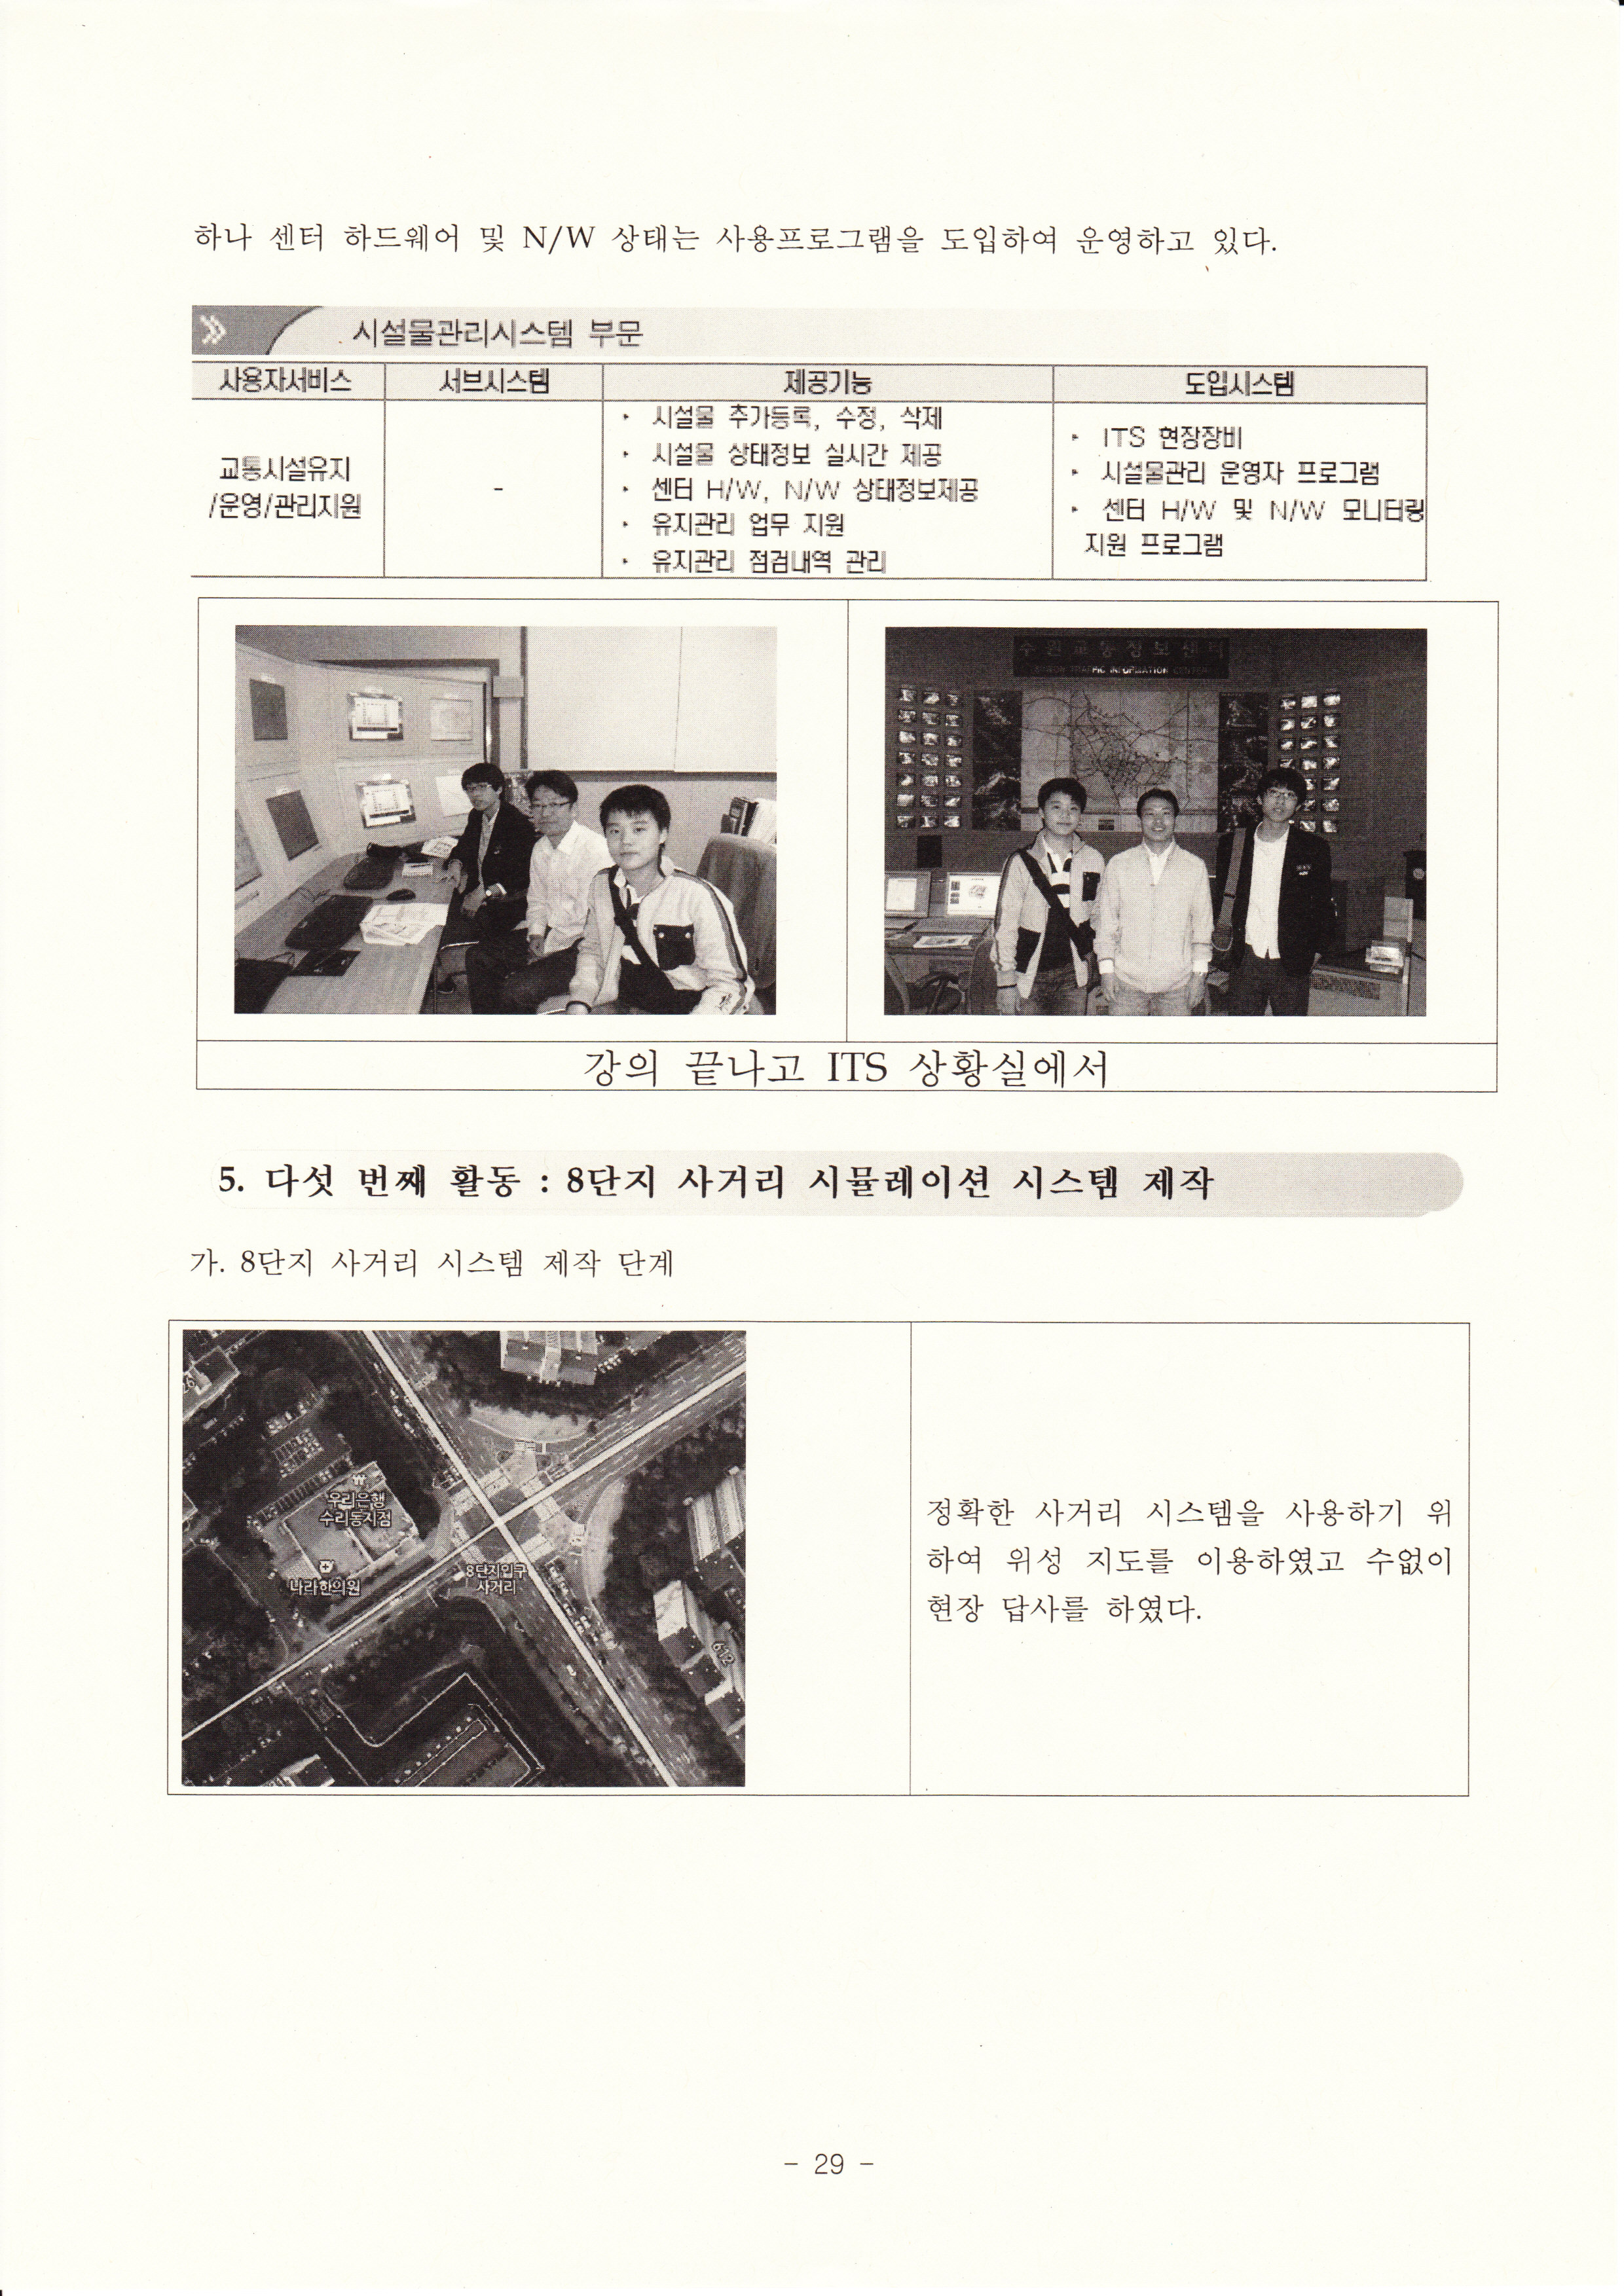 하나 센터 하드웨어 및 N/W 상태는 사용프로그램을 도입하여 운영하고 있다.
시설물관리시스템 부문
사용자서비스 서브시스템 제공기능 도입시스템
교통시설유지
/운영/관리지원
-
‣ 시설물 추가등록, 수정, 삭제
‣ 시설물 상태정보 실시간 제공
‣ 센터 H/W, N/W 상태정보제공
‣ 유지관리 업무 지원
‣ 유지관리 점검내역 관리
‣ ITS 현장장비
‣ 시설물관리 운영자 프로그램
‣ 센터 H/W 및 N/W 모니터링
지원 프로그램
수원교통정보센터
TRAFFIC INFORMATION CENTER
강의 끝나고 ITS 상황실에서
5. 다섯 번째 활동 : 8단지 사거리 시뮬레이션 시스템 제작
가. 8단지 사거리 시스템 제작 단계
26
우리은행
수리동지점
나라한의원
8단지입구
사거리
612
정확한 사거리 시스템을 사용하기 위
하여 위성 지도를 이용하였고 수없이
현장 답사를 하였다.
- 29 -